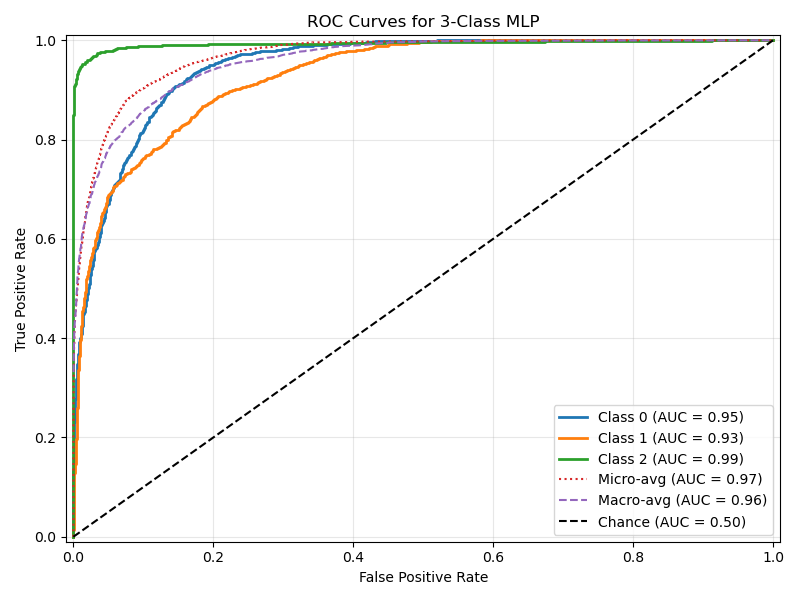 ROC Curves for 3-Class MLP
True Positive Rate
1.0
0.8
0.6
0.4
0.2
0.0
0.0 0.2 0.4 0.6 0.8 1.0
False Positive Rate
Class 0 (AUC = 0.95)
Class 1 (AUC = 0.93)
Class 2 (AUC = 0.99)
Micro-avg (AUC = 0.97)
Macro-avg (AUC = 0.96)
Chance (AUC = 0.50)